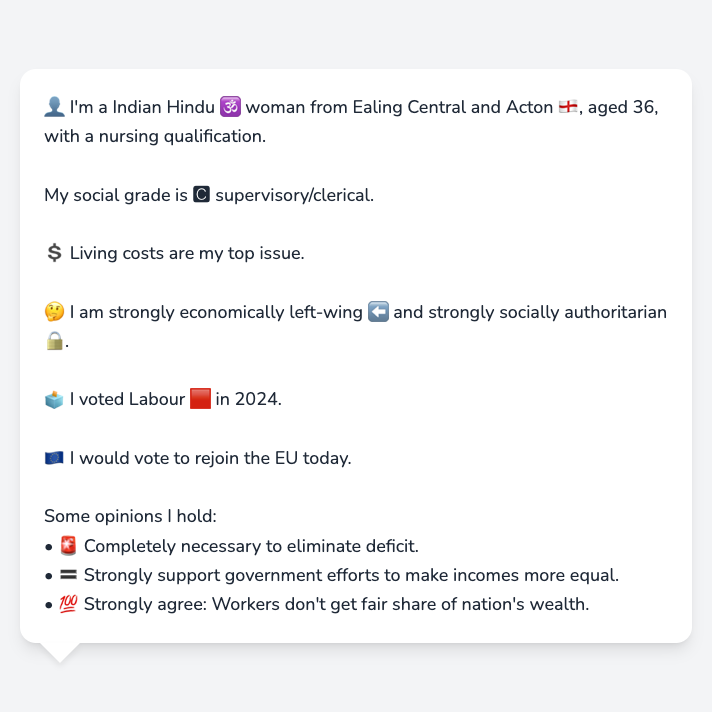 👤 I'm a Indian Hindu 🕉️ woman from Ealing Central and Acton 🏴󠁧󠁢󠁥󠁮󠁧󠁿, aged 36,
with a nursing qualification.
My social grade is 🅲 supervisory/clerical.
💲 Living costs are my top issue.
🤔 I am strongly economically left-wing ⬅️ and strongly socially authoritarian
🔒.
🗳️ I voted Labour 🟥 in 2024.
🇪🇺 I would vote to rejoin the EU today.
Some opinions I hold:
• 🚨 Completely necessary to eliminate deficit.
• 🟰 Strongly support government efforts to make incomes more equal.
• 💯 Strongly agree: Workers don't get fair share of nation's wealth.